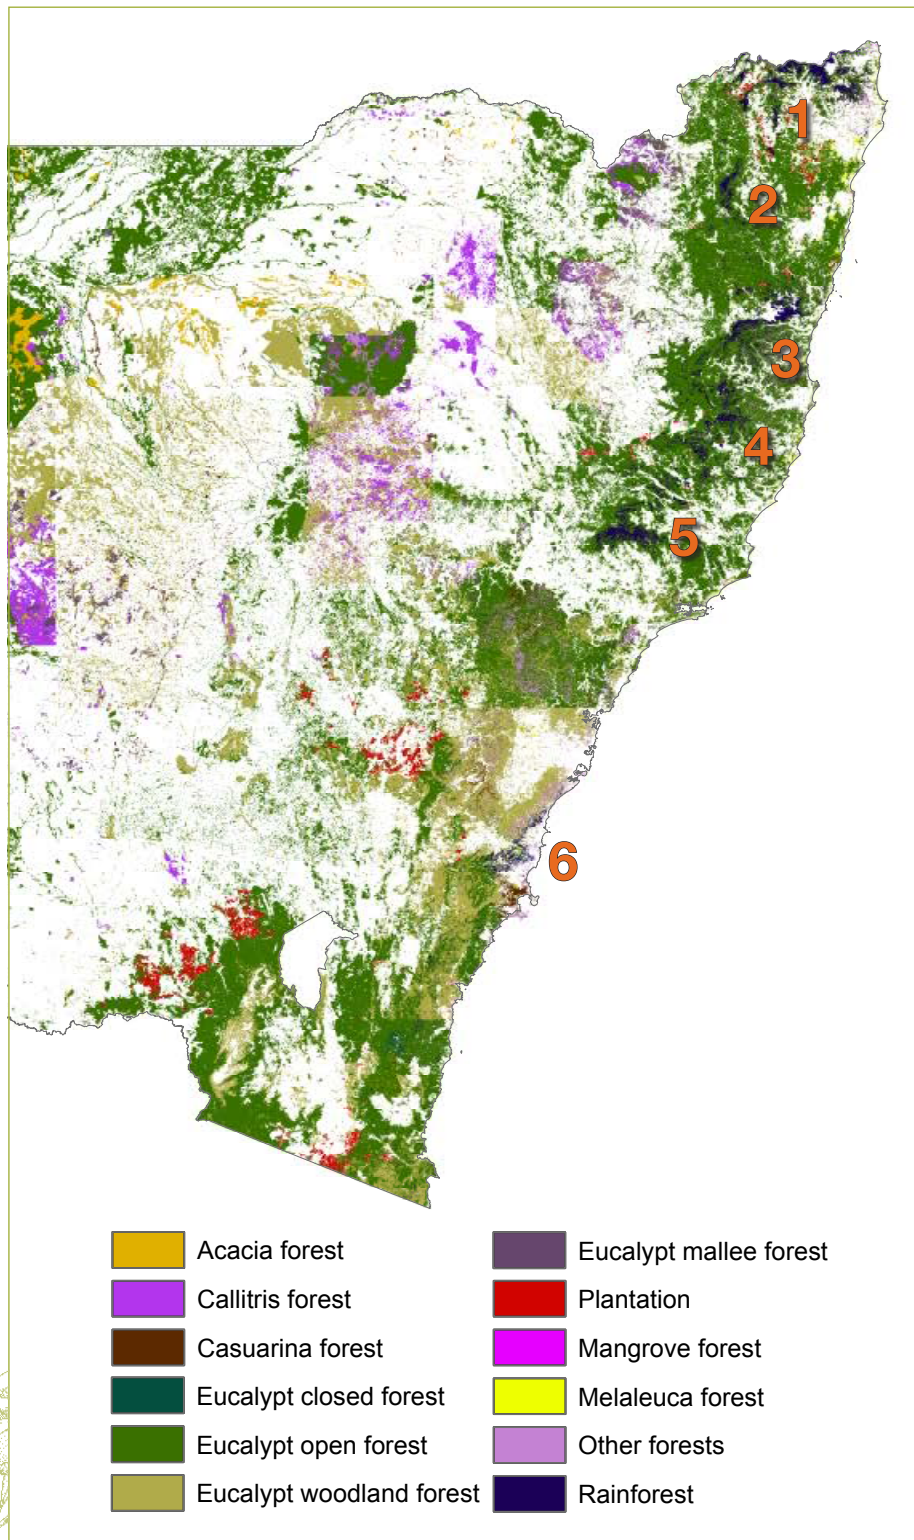 1
2
3
4
5
6
Acacia forest
Callitris forest
Casuarina forest
Eucalypt closed forest
Eucalypt open forest
Eucalypt woodland forest
Eucalypt mallee forest
Plantation
Mangrove forest
Melaleuca forest
Other forests
Rainforest